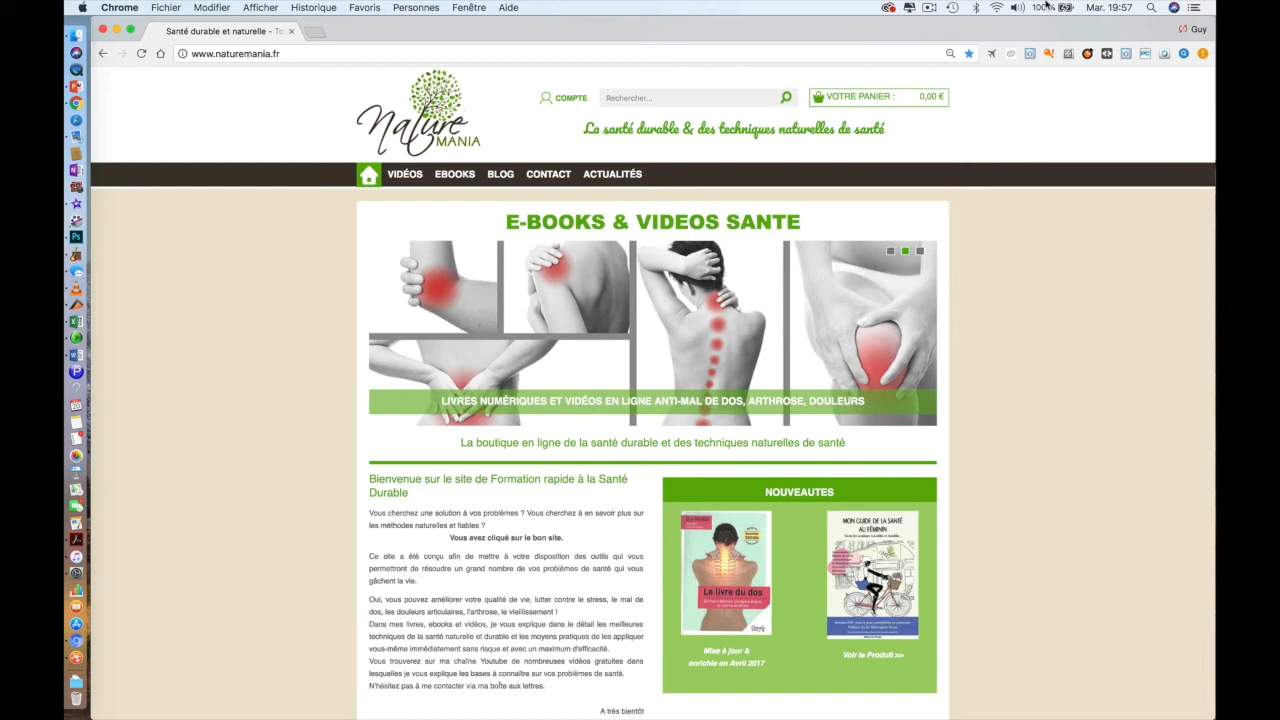 Chrome Fichier Modifier Afficher Historique Favoris Personnes Fenêtre Aide
100% Mar. 19:57
Santé durable et naturelle - To
Guy
www.naturemania.fr
Nature
MANIA
COMPTE
Rechercher...
VOTRE PANIER : 0,00 €
La santé durable & des techniques naturelles de santé
VIDÉOS EBOOKS BLOG CONTACT ACTUALITÉS
E-BOOKS & VIDEOS SANTE
LIVRES NUMÉRIQUES ET VIDÉOS EN LIGNE ANTI-MAL DE DOS, ARTHROSE, DOULEURS
La boutique en ligne de la santé durable et des techniques naturelles de santé
Bienvenue sur le site de Formation rapide à la Santé
Durable
Vous cherchez une solution à vos problèmes ? Vous cherchez à en savoir plus sur
les méthodes naturelles et fiables ?
Vous avez cliqué sur le bon site.
Ce site a été conçu afin de mettre à votre disposition des outils qui vous
permettront de résoudre un grand nombre de vos problèmes de santé qui vous
gâchent la vie.
Oui, vous pouvez améliorer votre qualité de vie, lutter contre le stress, le mal de
dos, les douleurs articulaires, l'arthrose, le vieillissement !
Dans mes livres, ebooks et vidéos, je vous explique dans le détail les meilleures
techniques de la santé naturelle et durable et les moyens pratiques de les appliquer
vous-même immédiatement sans risque et avec un maximum d'efficacité.
Vous trouverez sur ma chaîne Youtube de nombreuses vidéos gratuites dans
lesquelles je vous explique les bases à connaître sur vos problèmes de santé.
N'hésitez pas à me contacter via ma boîte aux lettres.
A très bientôt
NOUVEAUTES
Le livre du dos
Mise à jour &
enrichie en Avril 2017
MON GUIDE DE LA SANTÉ
AU FÉMININ
Voir le Produit >>